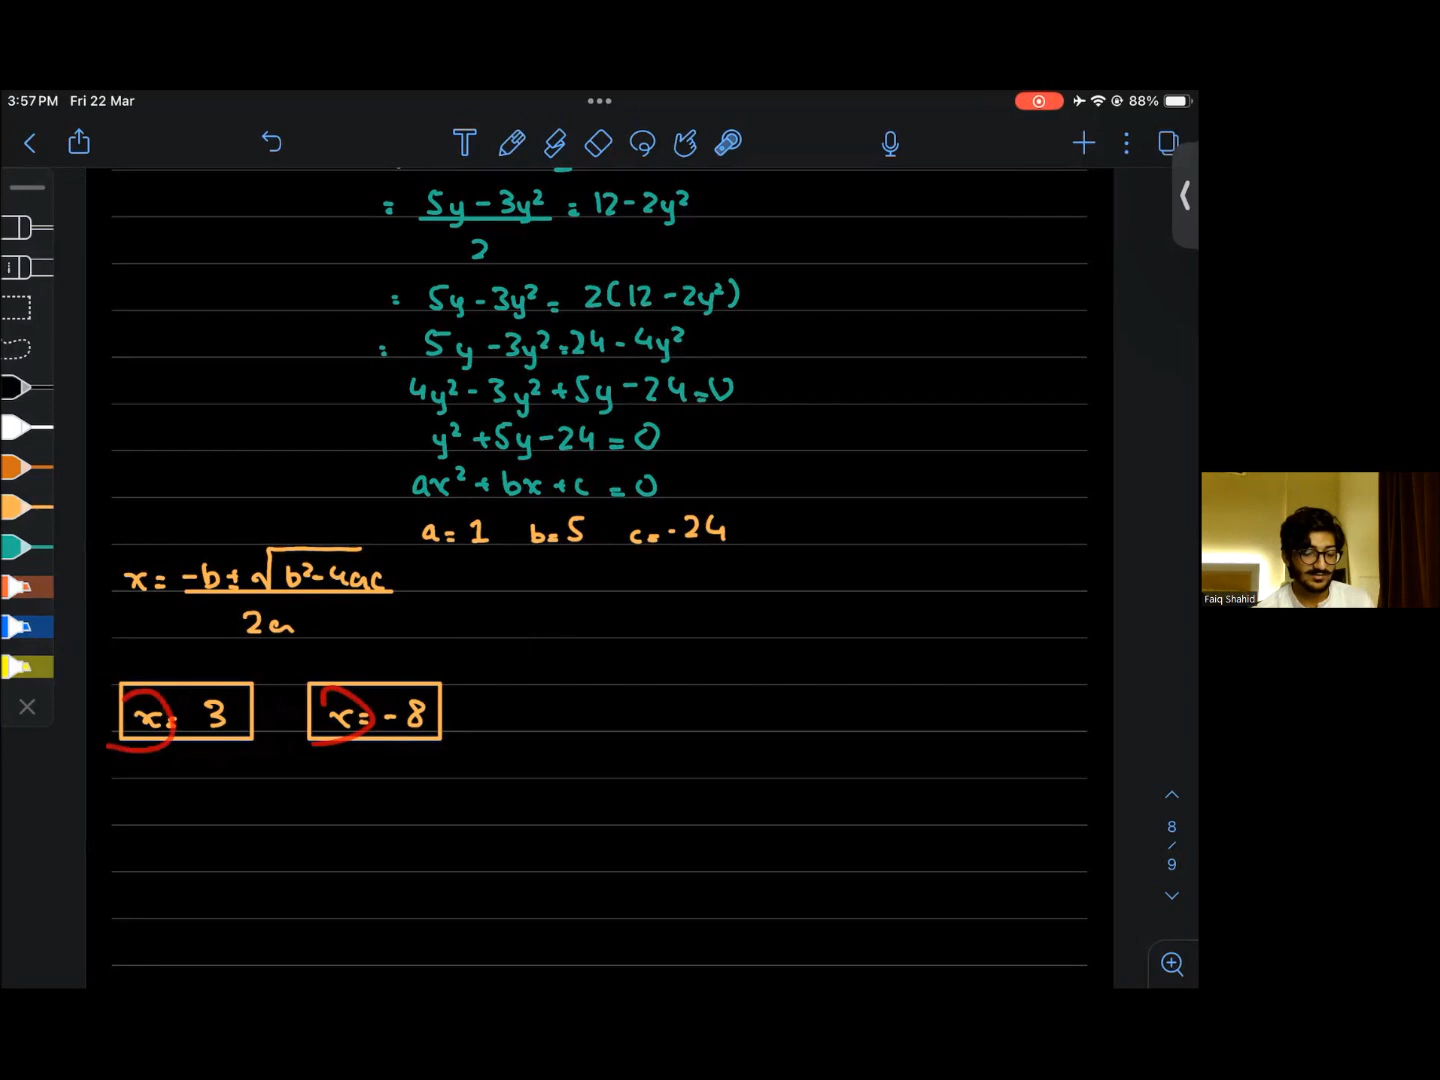 3:57 PM Fri 22 Mar
88%
= 5y - 3y² / 2 = 12 - 2y²
= 5y - 3y² = 2(12 - 2y²)
= 5y - 3y² = 24 - 4y²
4y² - 3y² + 5y - 24 = 0
y² + 5y - 24 = 0
ax² + bx + c = 0
a = 1 b = 5 c = -24
x = -b ± √b² - 4ac / 2a
x = 3 x = -8
Faiq Shahid
8
/
9